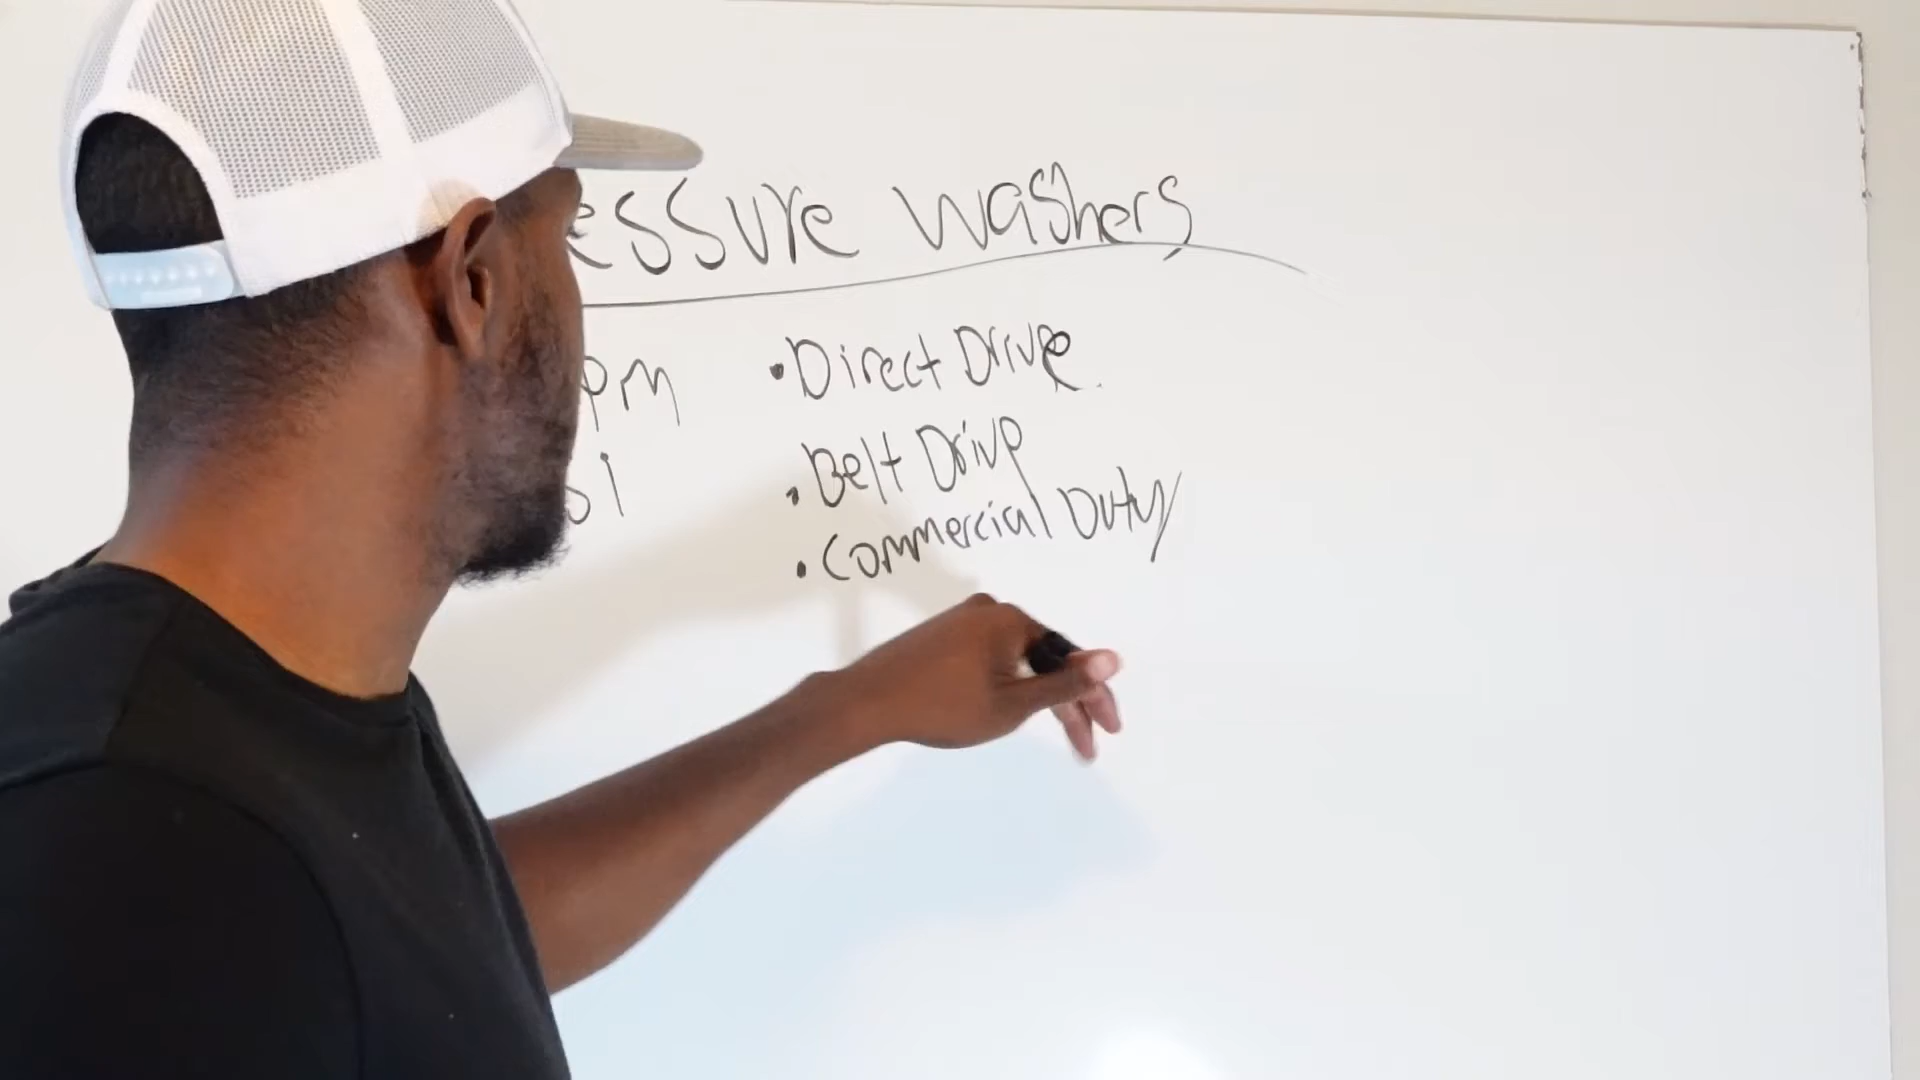 essure washers
pm
• Direct Drive
si
• Belt Drive
• Commercial Duty